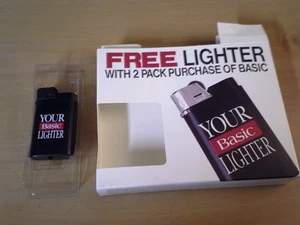 FREE LIGHTER
WITH 2 PACK PURCHASE OF BASIC
YOUR
Basic
LIGHTER
YOUR
Basic
LIGHTER